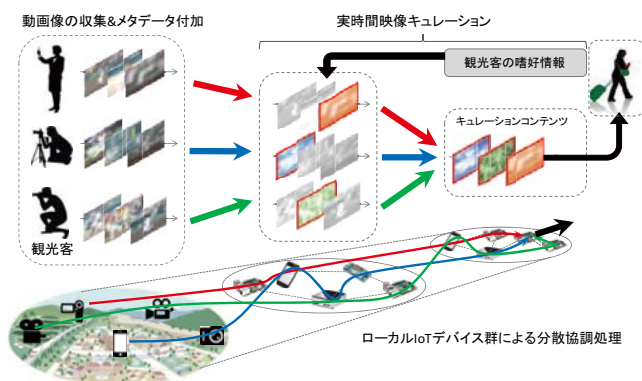 動画像の収集&メタデータ付加
実時間映像キュレーション
観光客の嗜好情報
キュレーションコンテンツ
観光客
ローカルIoTデバイス群による分散協調処理